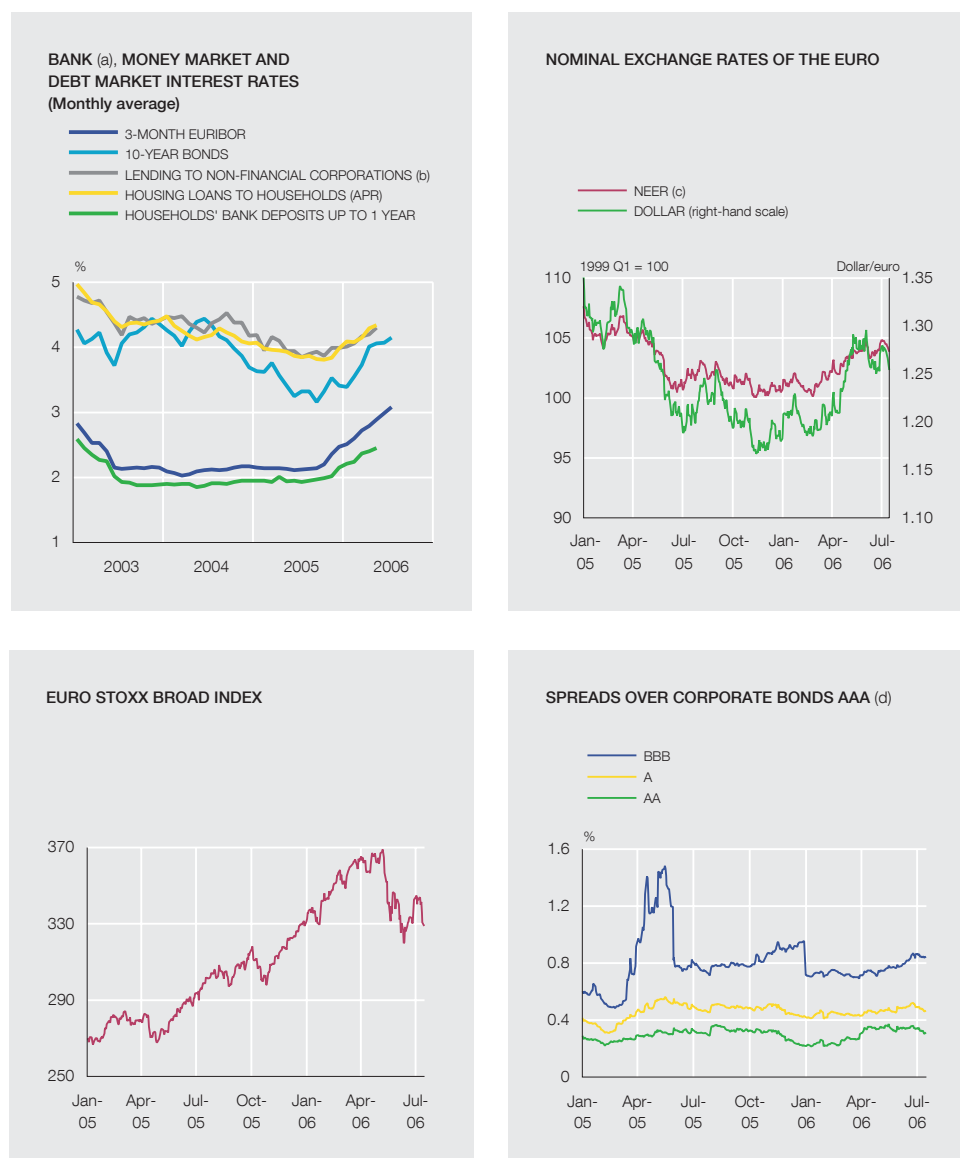 BANK (a), MONEY MARKET AND
DEBT MARKET INTEREST RATES
(Monthly average)
3-MONTH EURIBOR
10-YEAR BONDS
LENDING TO NON-FINANCIAL CORPORATIONS (b)
HOUSING LOANS TO HOUSEHOLDS (APR)
HOUSEHOLDS' BANK DEPOSITS UP TO 1 YEAR
%
5
4
3
2
1
2003 2004 2005 2006
NOMINAL EXCHANGE RATES OF THE EURO
NEER (c)
DOLLAR (right-hand scale)
1999 Q1 = 100 Dollar/euro
110 1.35
105 1.30
100 1.25
95 1.20
90 1.15
1.10
Jan- Apr- Jul- Oct- Jan- Apr- Jul-
05 05 05 05 06 06 06
EURO STOXX BROAD INDEX
370
330
290
250
Jan- Apr- Jul- Oct- Jan- Apr- Jul-
05 05 05 05 06 06 06
SPREADS OVER CORPORATE BONDS AAA (d)
BBB
A
AA
%
1.6
1.2
0.8
0.4
0
Jan- Apr- Jul- Oct- Jan- Apr- Jul-
05 05 05 05 06 06 06